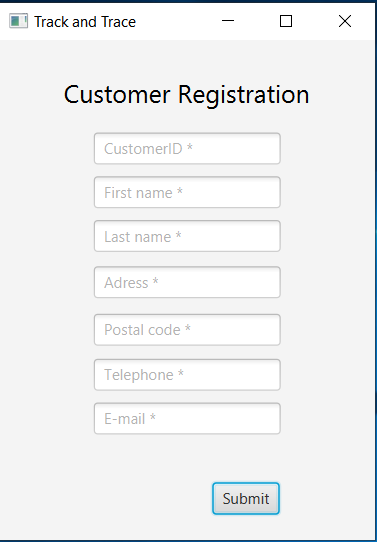 Track and Trace
Customer Registration
CustomerID *
First name *
Last name *
Adress *
Postal code *
Telephone *
E-mail *
Submit